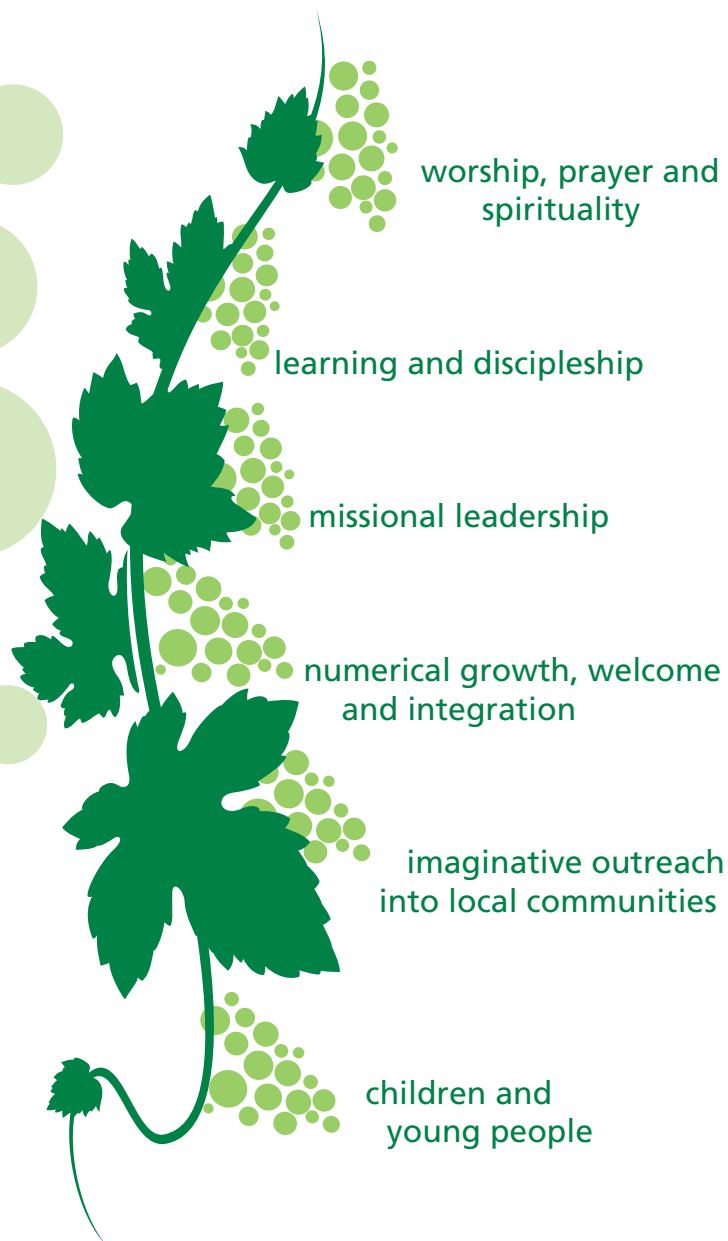 worship, prayer and
spirituality
learning and discipleship
missional leadership
numerical growth, welcome
and integration
imaginative outreach
into local communities
children and
young people